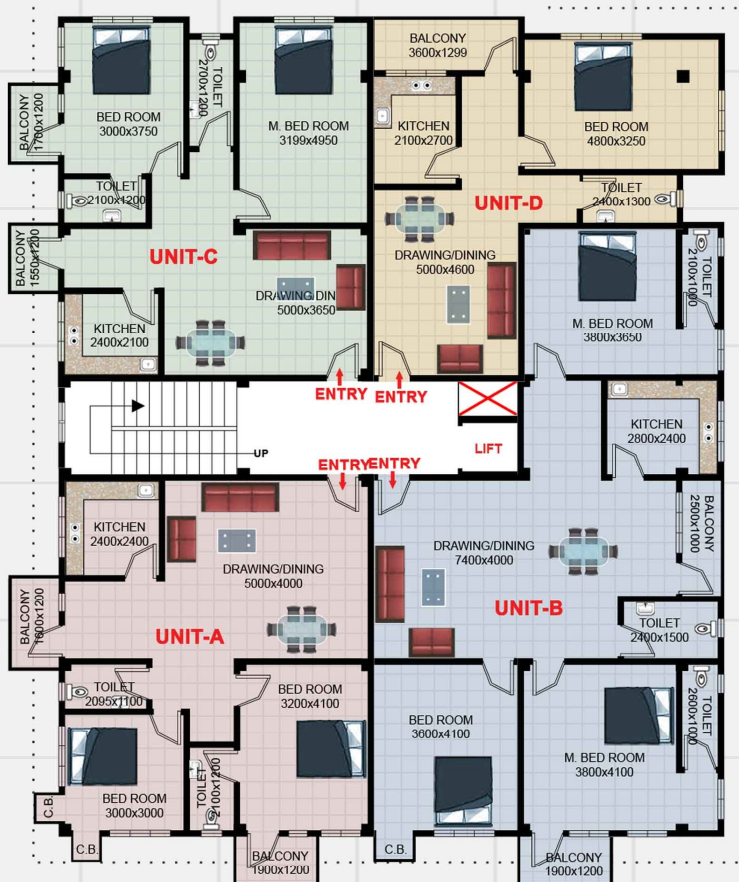 BALCONY
3600x1299
BALCONY
1700x1200
BED ROOM
3000x3750
TOILET
2700x1200
M. BED ROOM
3199x4950
KITCHEN
2100x2700
BED ROOM
4800x3250
TOILET
2100x1200
TOILET
2400x1300
UNIT-D
BALCONY
1550x1200
UNIT-C
DRAWING/DINING
5000x4600
TOILET
2100x1000
DRAWING DIN
5000x3650
M. BED ROOM
3800x3650
KITCHEN
2400x2100
ENTRY
ENTRY
KITCHEN
2800x2400
UP
LIFT
ENTRY
ENTRY
KITCHEN
2400x2400
BALCONY
2500x1000
DRAWING/DINING
5000x4000
DRAWING/DINING
7400x4000
BALCONY
1600x1200
UNIT-A
UNIT-B
TOILET
2400x1500
TOILET
2095x1100
BED ROOM
3200x4100
BED ROOM
3600x4100
TOILET
2600x1000
M. BED ROOM
3800x4100
C.B.
BED ROOM
3000x3000
TOILET
2100x1200
C.B.
BALCONY
1900x1200
C.B.
BALCONY
1900x1200